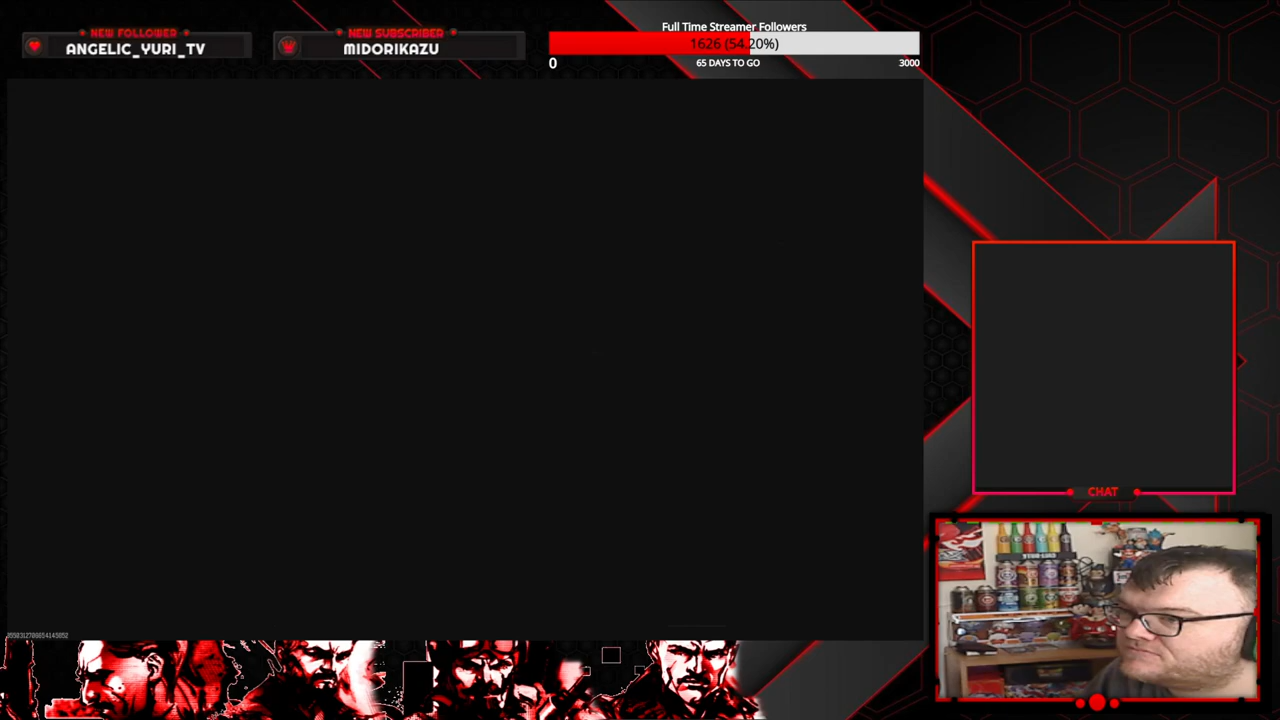 NEW FOLLOWER
ANGELIC_YURI_TV
NEW SUBSCRIBER
MIDORIKAZU
Full Time Streamer Followers
1626 (54.20%)
0
65 DAYS TO GO
3000
CHAT